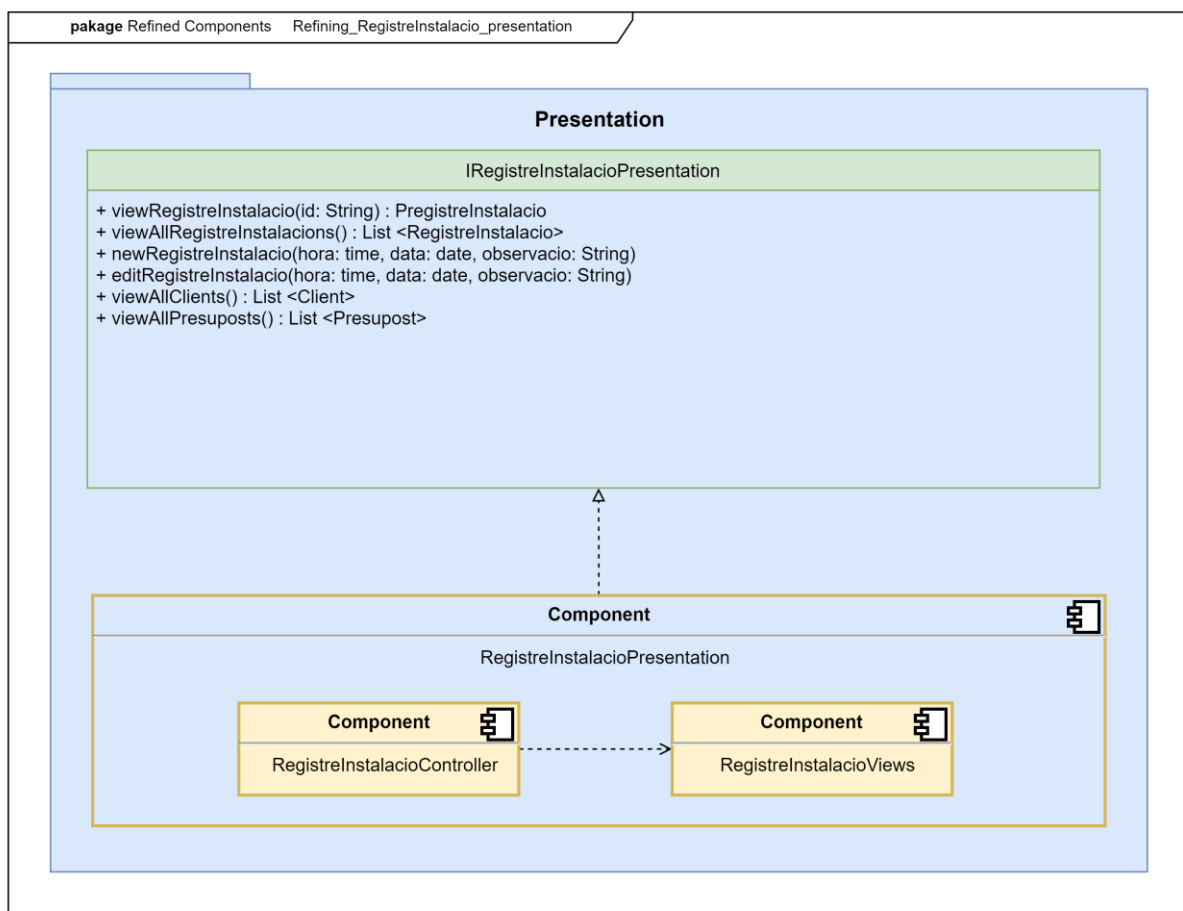 pakage Refined Components Refining_RegistreInstalacio_presentation
Presentation
IRegistreInstalacioPresentation
+ viewRegistreInstalacio(id: String) : PregistreInstalacio
+ viewAllRegistreInstalacions() : List <RegistreInstalacio>
+ newRegistreInstalacio(hora: time, data: date, observacio: String)
+ editRegistreInstalacio(hora: time, data: date, observacio: String)
+ viewAllClients() : List <Client>
+ viewAllPresuposts() : List <Presupost>
Component
RegistreInstalacioPresentation
Component
RegistreInstalacioController
Component
RegistreInstalacioViews